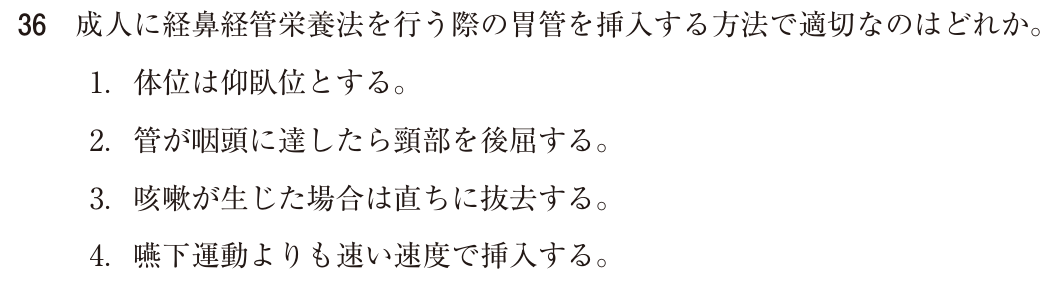 36 成人に経鼻経管栄養法を行う際の胃管を挿入する方法で適切なのはどれか。
1. 体位は仰臥位とする。
2. 管が咽頭に達したら頸部を後屈する。
3. 咳嗽が生じた場合は直ちに抜去する。
4. 嚥下運動よりも速い速度で挿入する。